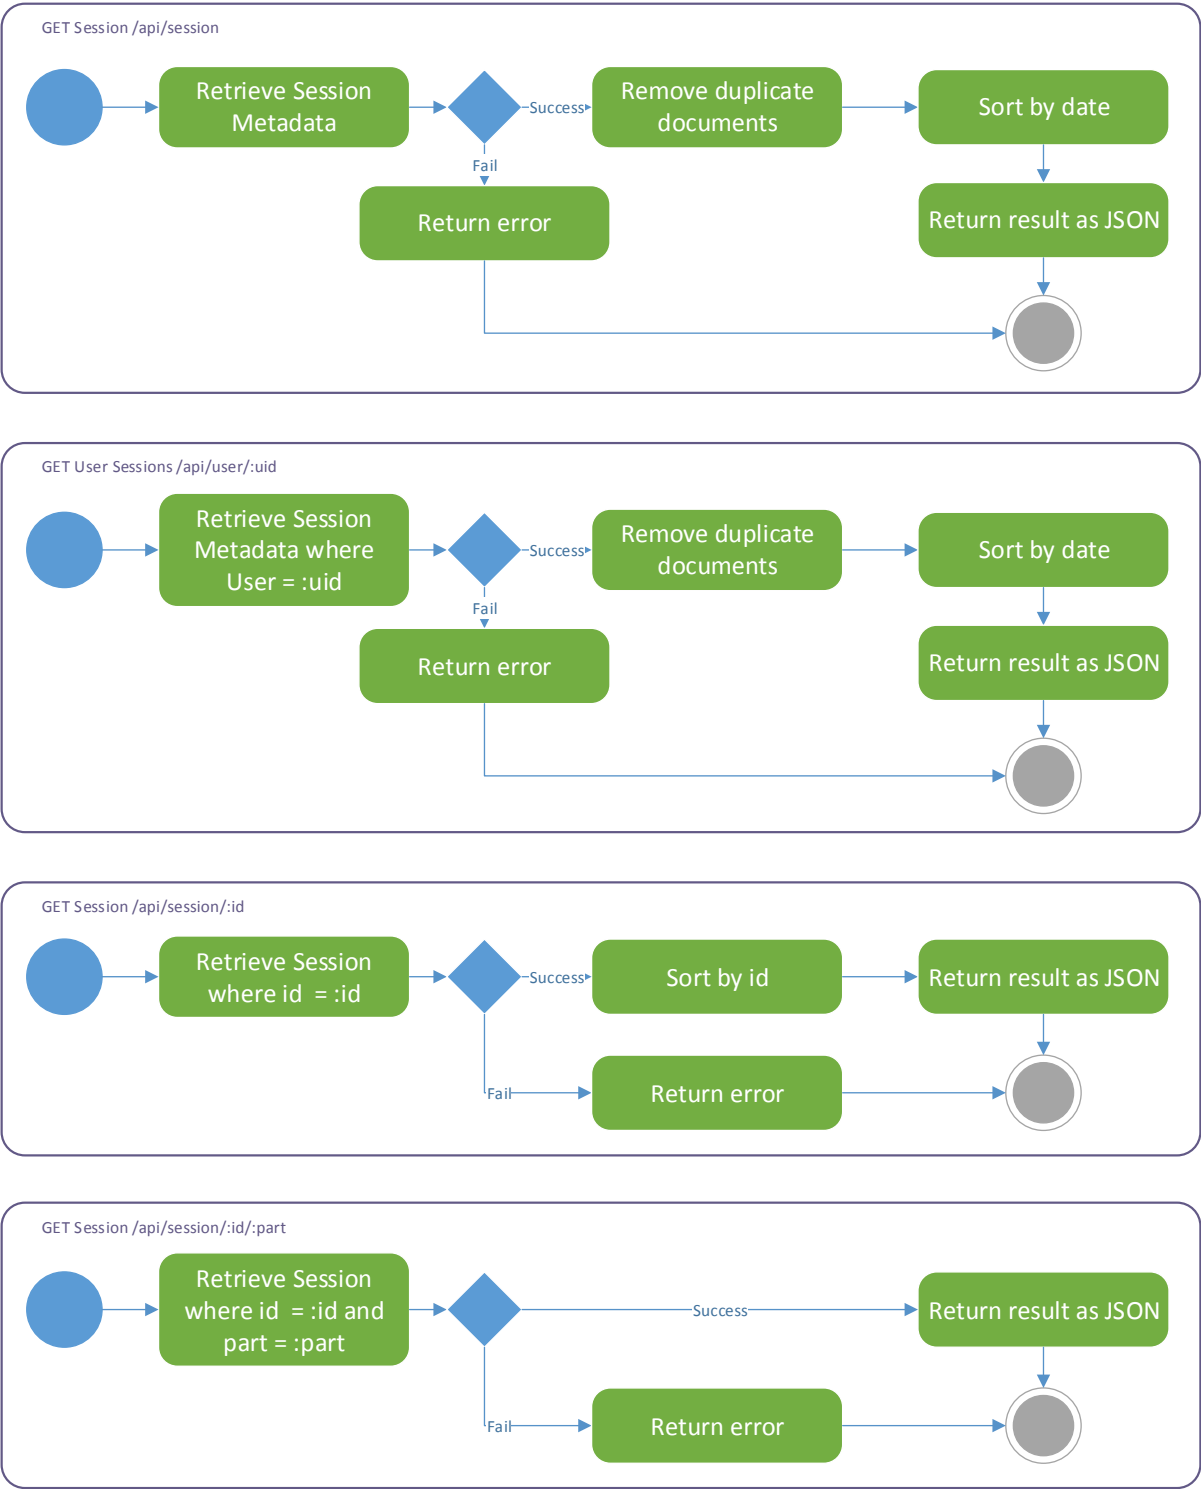 GET Session /api/session
Retrieve Session
Metadata
Success
Remove duplicate
documents
Sort by date
Fail
Return error
Return result as JSON
GET User Sessions /api/user/:uid
Retrieve Session
Metadata where
User = :uid
Success
Remove duplicate
documents
Sort by date
Fail
Return error
Return result as JSON
GET Session /api/session/:id
Retrieve Session
where id  = :id
Success
Sort by id
Return result as JSON
Fail
Return error
GET Session /api/session/:id/:part
Retrieve Session
where id  = :id and
part = :part
Success
Return result as JSON
Fail
Return error